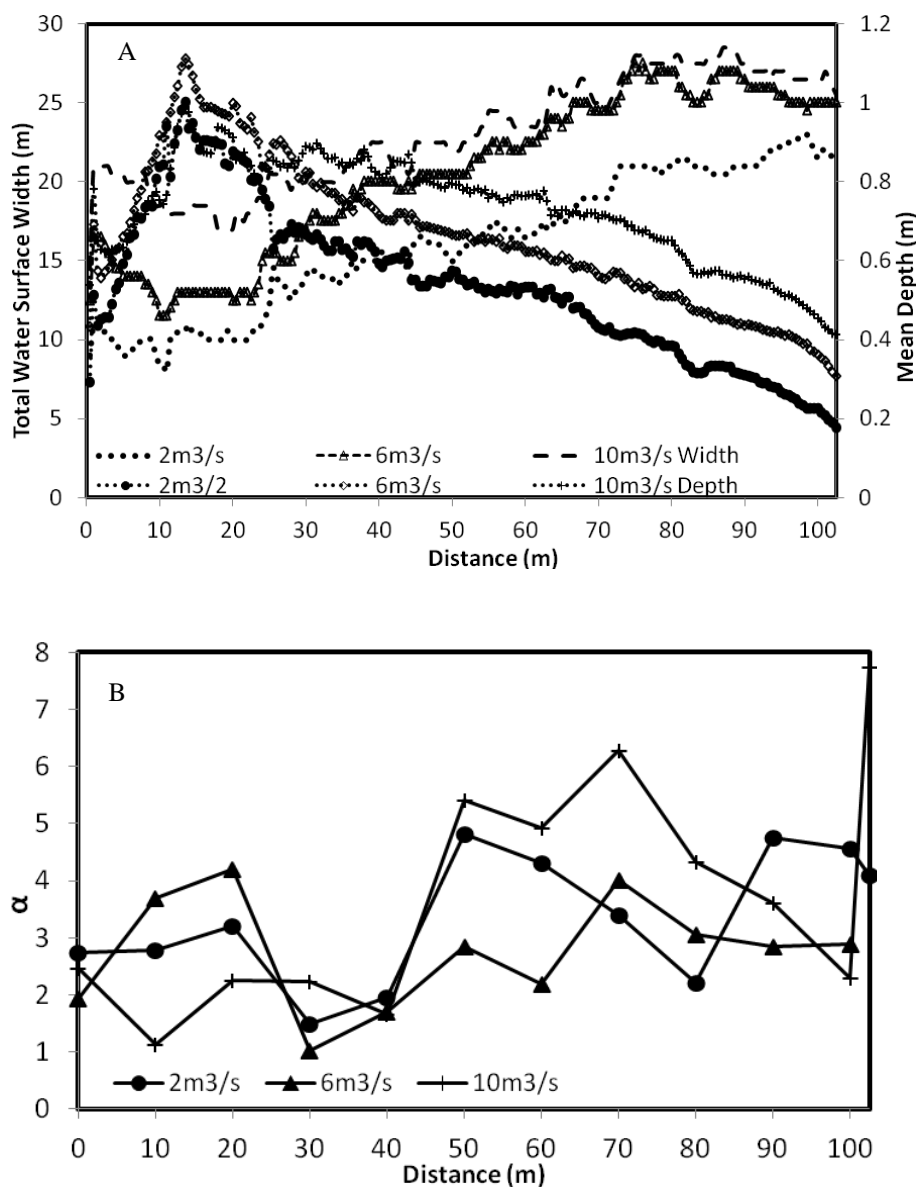 A
Total Water Surface Width (m)
30
25
20
15
10
5
0
Mean Depth (m)
1.2
1
0.8
0.6
0.4
0.2
0
2m3/s 6m3/s 10m3/s Width
2m3/2 6m3/s 10m3/s Depth
0 10 20 30 40 50 60 70 80 90 100
Distance (m)
B
α
8
7
6
5
4
3
2
1
0
2m3/s 6m3/s 10m3/s
0 10 20 30 40 50 60 70 80 90 100
Distance (m)